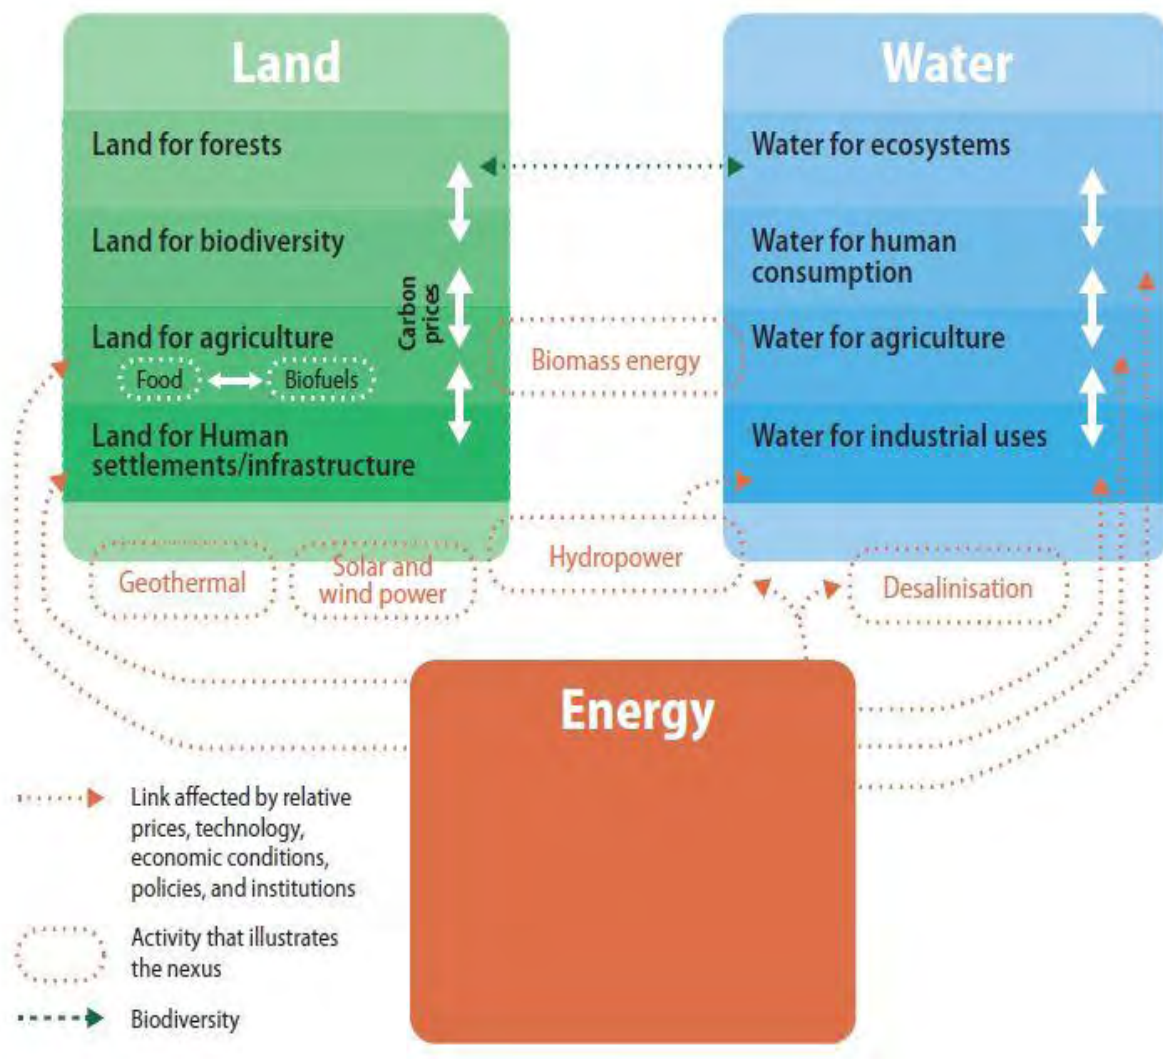 Land
Land for forests
Land for biodiversity
Carbon
prices
Land for agriculture
Food
Biofuels
Land for Human
settlements/infrastructure
Water
Water for ecosystems
Water for human
consumption
Water for agriculture
Water for industrial uses
Biomass energy
Geothermal
Solar and
wind power
Hydropower
Desalinisation
Energy
Link affected by relative
prices, technology,
economic conditions,
policies, and institutions
Activity that illustrates
the nexus
Biodiversity